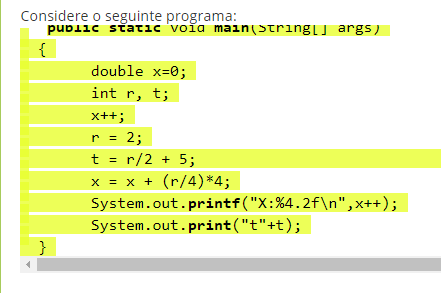 Considere o seguinte programa:
public static void main(String[] args)
{
double x=0;
int r, t;
x++;
r = 2;
t = r/2 + 5;
x = x + (r/4)*4;
System.out.printf("X:%4.2f\n",x++);
System.out.print("t"+t);
}